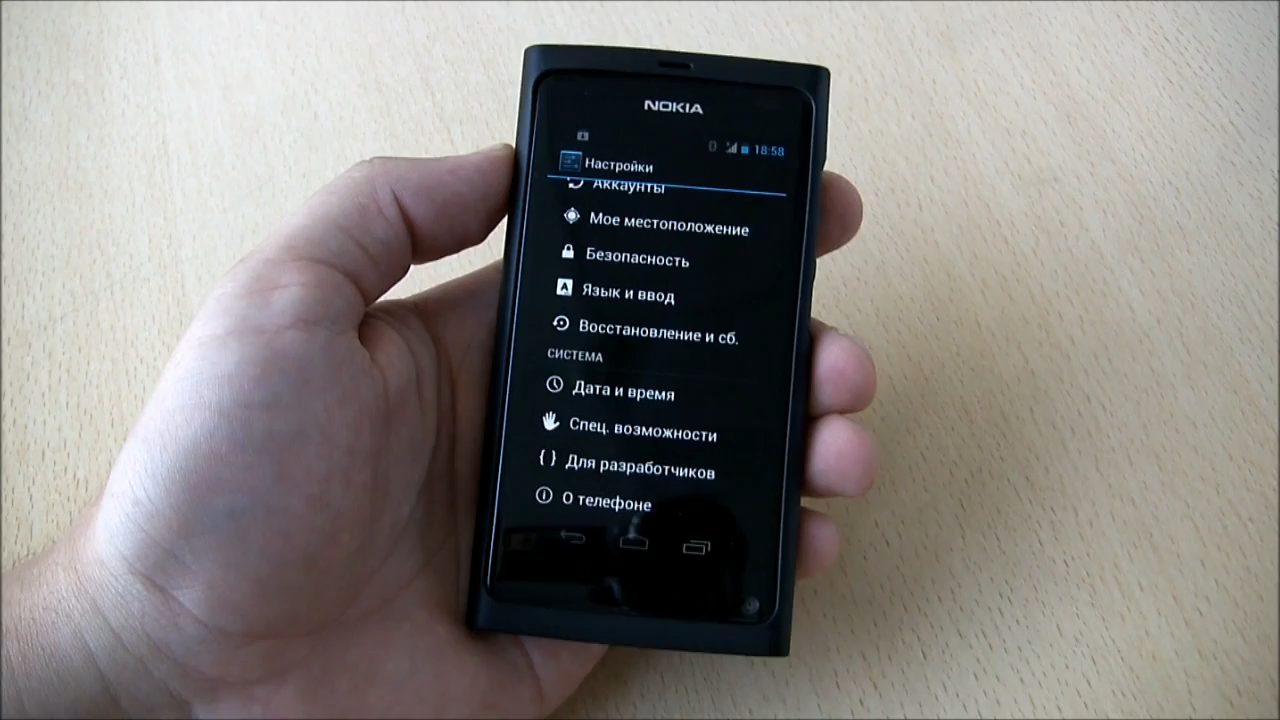 NOKIA
18:58
Настройки
Аккаунты
Мое местоположение
Безопасность
Язык и ввод
Восстановление и сб.
СИСТЕМА
Дата и время
Спец. возможности
{ } Для разработчиков
О телефоне